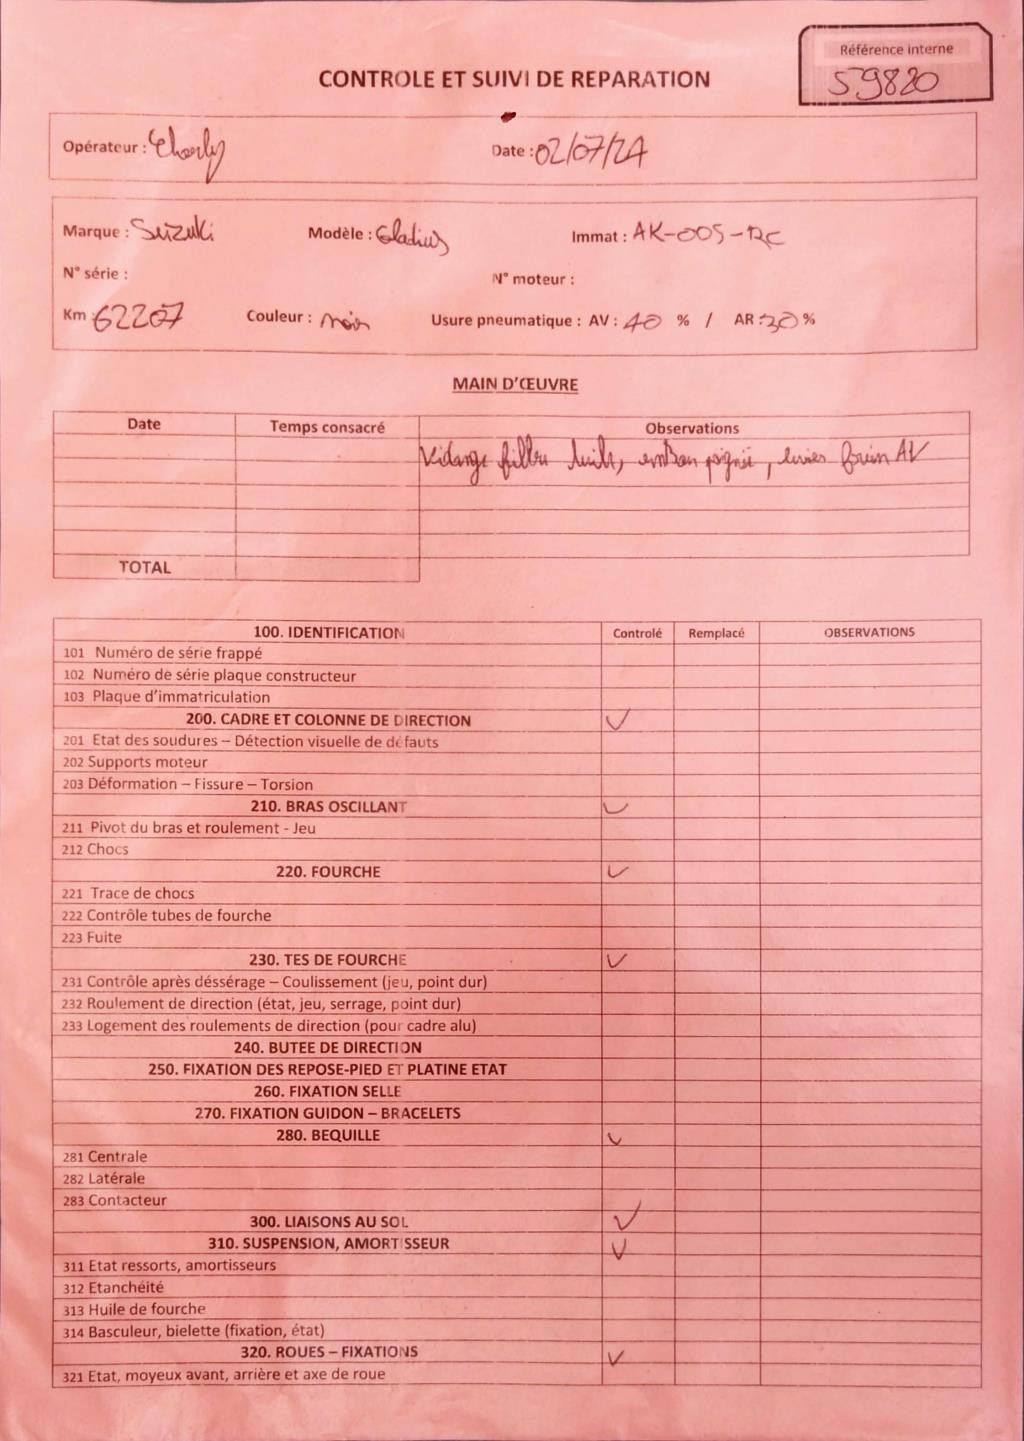 Référence interne
59820
CONTROLE ET SUIVI DE REPARATION
Opérateur : Charly Date : 02/07/24
Marque : Suzuki Modèle : Gladius Immat : AK-005-
N° série : N° moteur :
Km : 62207 Couleur : noir Usure pneumatique : AV : 40 % / AR : 30 %
MAIN D'ŒUVRE
Date Temps consacré Observations
Vidange filtre huile, poignée, frein AV
TOTAL
100. IDENTIFICATION Controlé Remplacé OBSERVATIONS
101 Numéro de série frappé
102 Numéro de série plaque constructeur
103 Plaque d'immatriculation
200. CADRE ET COLONNE DE DIRECTION ✓
201 Etat des soudures – Détection visuelle de défauts
202 Supports moteur
203 Déformation – Fissure – Torsion
210. BRAS OSCILLANT ✓
211 Pivot du bras et roulement - Jeu
212 Chocs
220. FOURCHE ✓
221 Trace de chocs
222 Contrôle tubes de fourche
223 Fuite
230. TES DE FOURCHE ✓
231 Contrôle après déssérage – Coulissement (jeu, point dur)
232 Roulement de direction (état, jeu, serrage, point dur)
233 Logement des roulements de direction (pour cadre alu)
240. BUTEE DE DIRECTION
250. FIXATION DES REPOSE-PIED ET PLATINE ETAT
260. FIXATION SELLE
270. FIXATION GUIDON – BRACELETS
280. BEQUILLE ✓
281 Centrale
282 Latérale
283 Contacteur
300. LIAISONS AU SOL ✓
310. SUSPENSION, AMORTISSEUR ✓
311 Etat ressorts, amortisseurs
312 Etanchéité
313 Huile de fourche
314 Basculeur, bielette (fixation, état)
320. ROUES – FIXATIONS ✓
321 Etat, moyeux avant, arrière et axe de roue